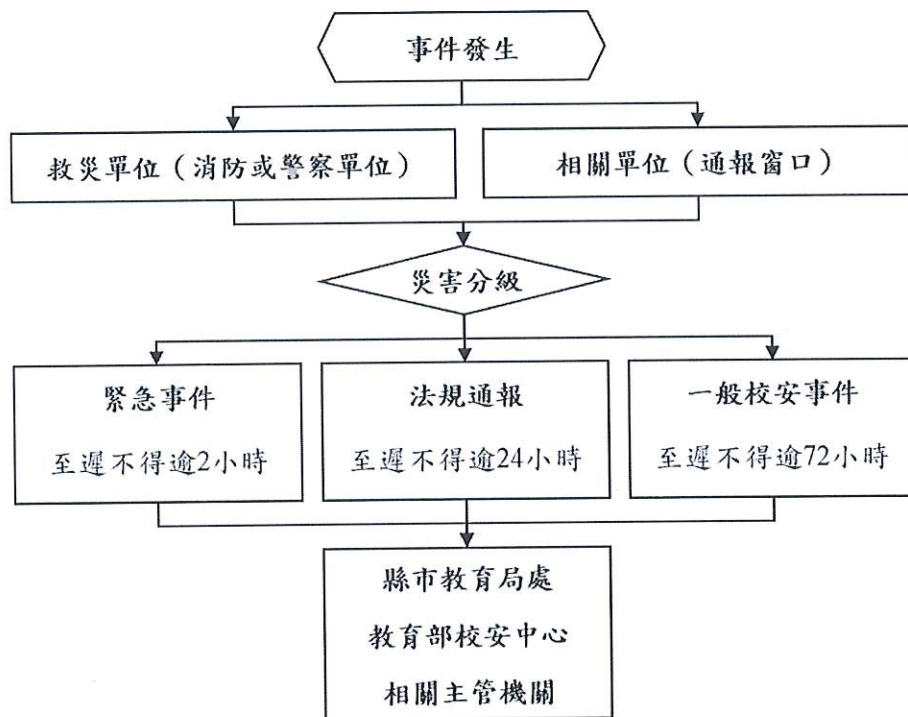 事件發生
救災單位（消防或警察單位）
相關單位（通報窗口）
災害分級
緊急事件
至遲不得逾2小時
法規通報
至遲不得逾24小時
一般校安事件
至遲不得逾72小時
縣市教育局處
教育部校安中心
相關主管機關